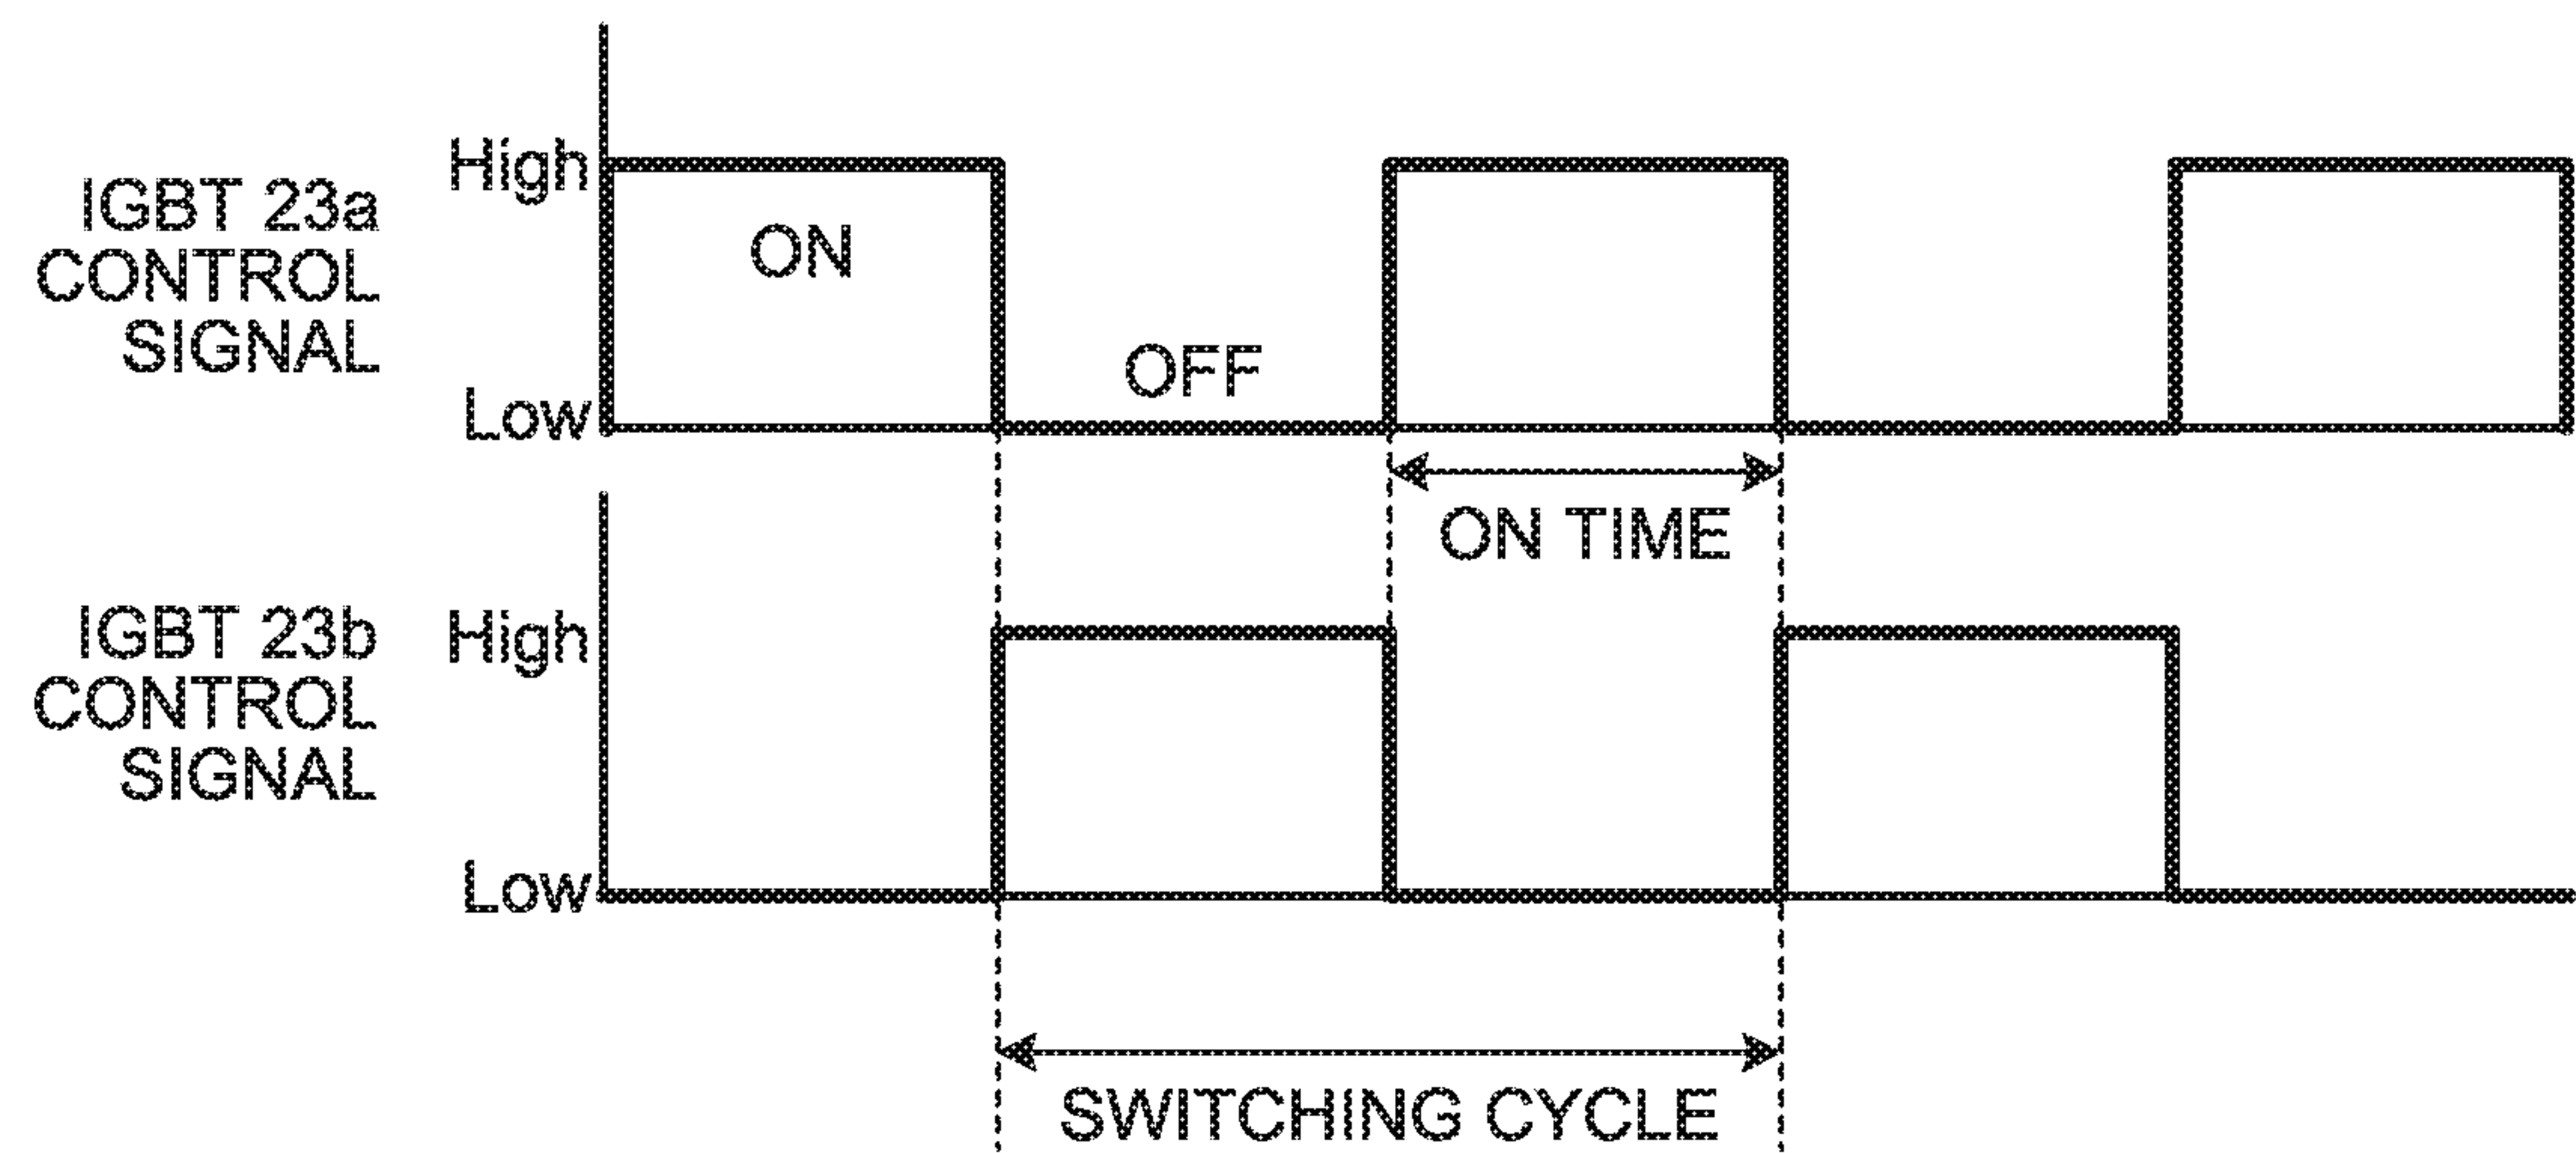 High
IGBT 23a
CONTROL
SIGNAL
ON
OFF
Low
ON TIME
IGBT 23b
CONTROL
SIGNAL
High
Low
SWITCHING CYCLE